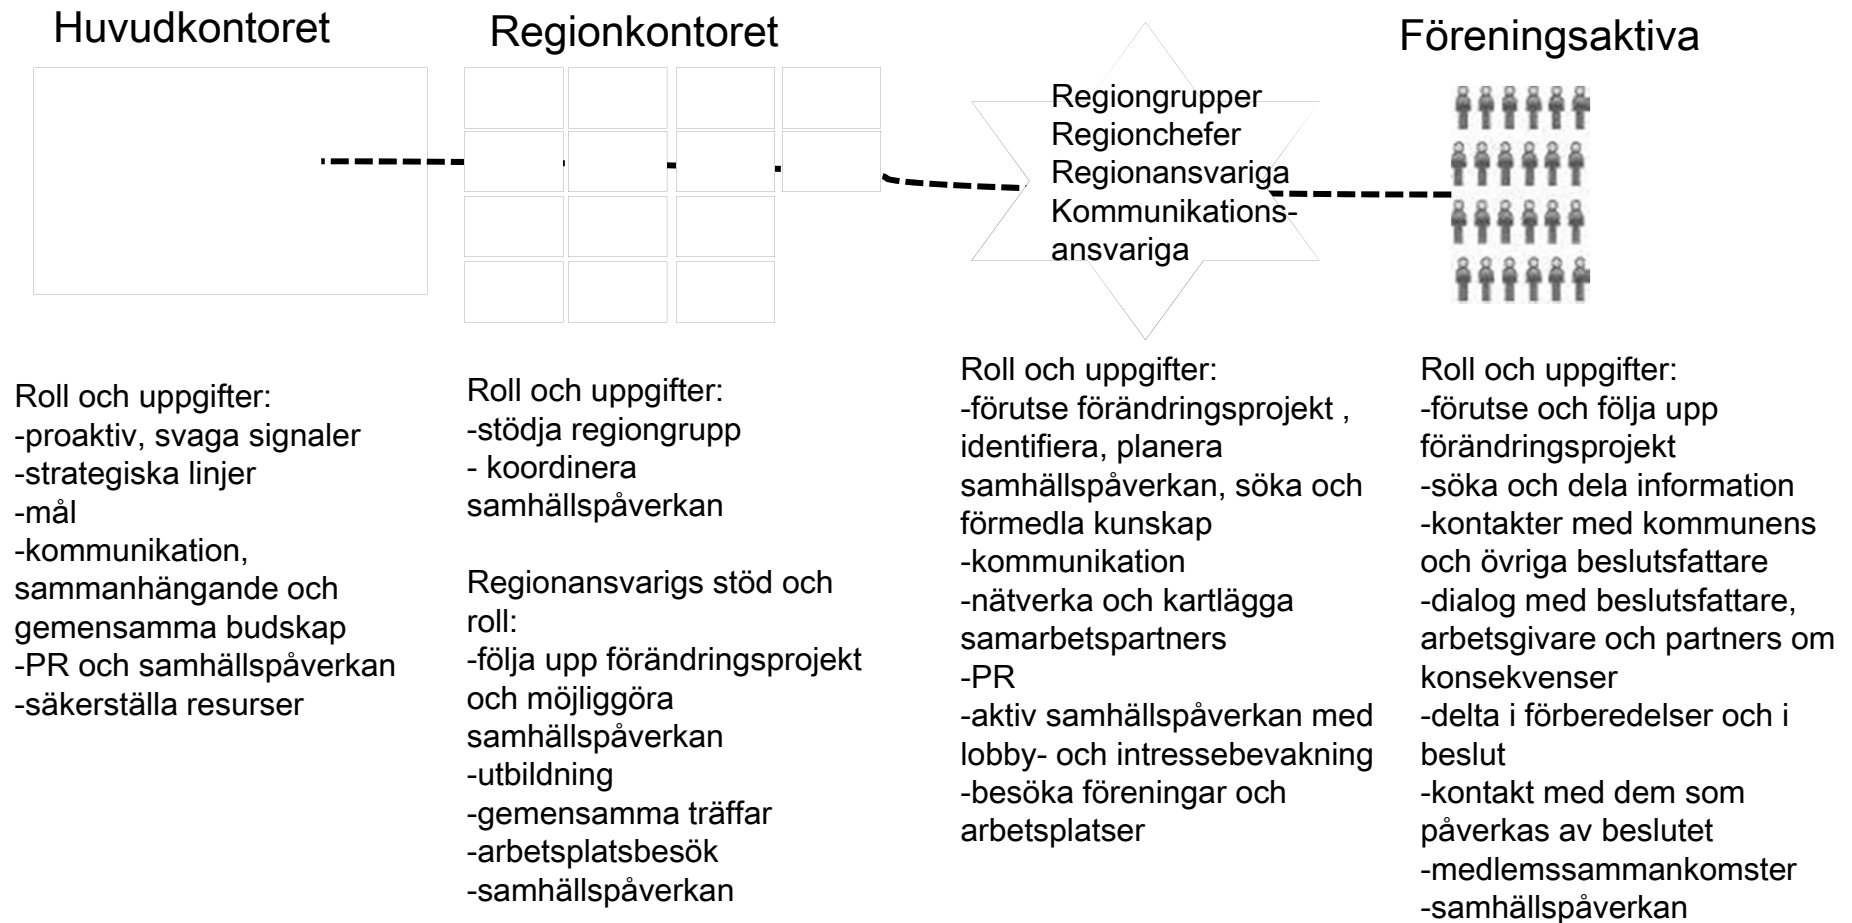 Huvudkontoret
Regionkontoret
Föreningsaktiva
Regiongrupper
Regionchefer
Regionansvariga
Kommunikations-
ansvariga
Roll och uppgifter:
-proaktiv, svaga signaler
-strategiska linjer
-mål
-kommunikation,
sammanhängande och
gemensamma budskap
-PR och samhällspåverkan
-säkerställa resurser
Roll och uppgifter:
-stödja regiongrupp
- koordinera
samhällspåverkan
Regionansvarigs stöd och
roll:
-följa upp förändringsprojekt
och möjliggöra
samhällspåverkan
-utbildning
-gemensamma träffar
-arbetsplatsbesök
-samhällspåverkan
Roll och uppgifter:
-förutse förändringsprojekt ,
identifiera, planera
samhällspåverkan, söka och
förmedla kunskap
-kommunikation
-nätverka och kartlägga
samarbetspartners
-PR
-aktiv samhällspåverkan med
lobby- och intressebevakning
-besöka föreningar och
arbetsplatser
Roll och uppgifter:
-förutse och följa upp
förändringsprojekt
-söka och dela information
-kontakter med kommunens
och övriga beslutsfattare
-dialog med beslutsfattare,
arbetsgivare och partners om
konsekvenser
-delta i förberedelser och i
beslut
-kontakt med dem som
påverkas av beslutet
-medlemssammankomster
-samhällspåverkan